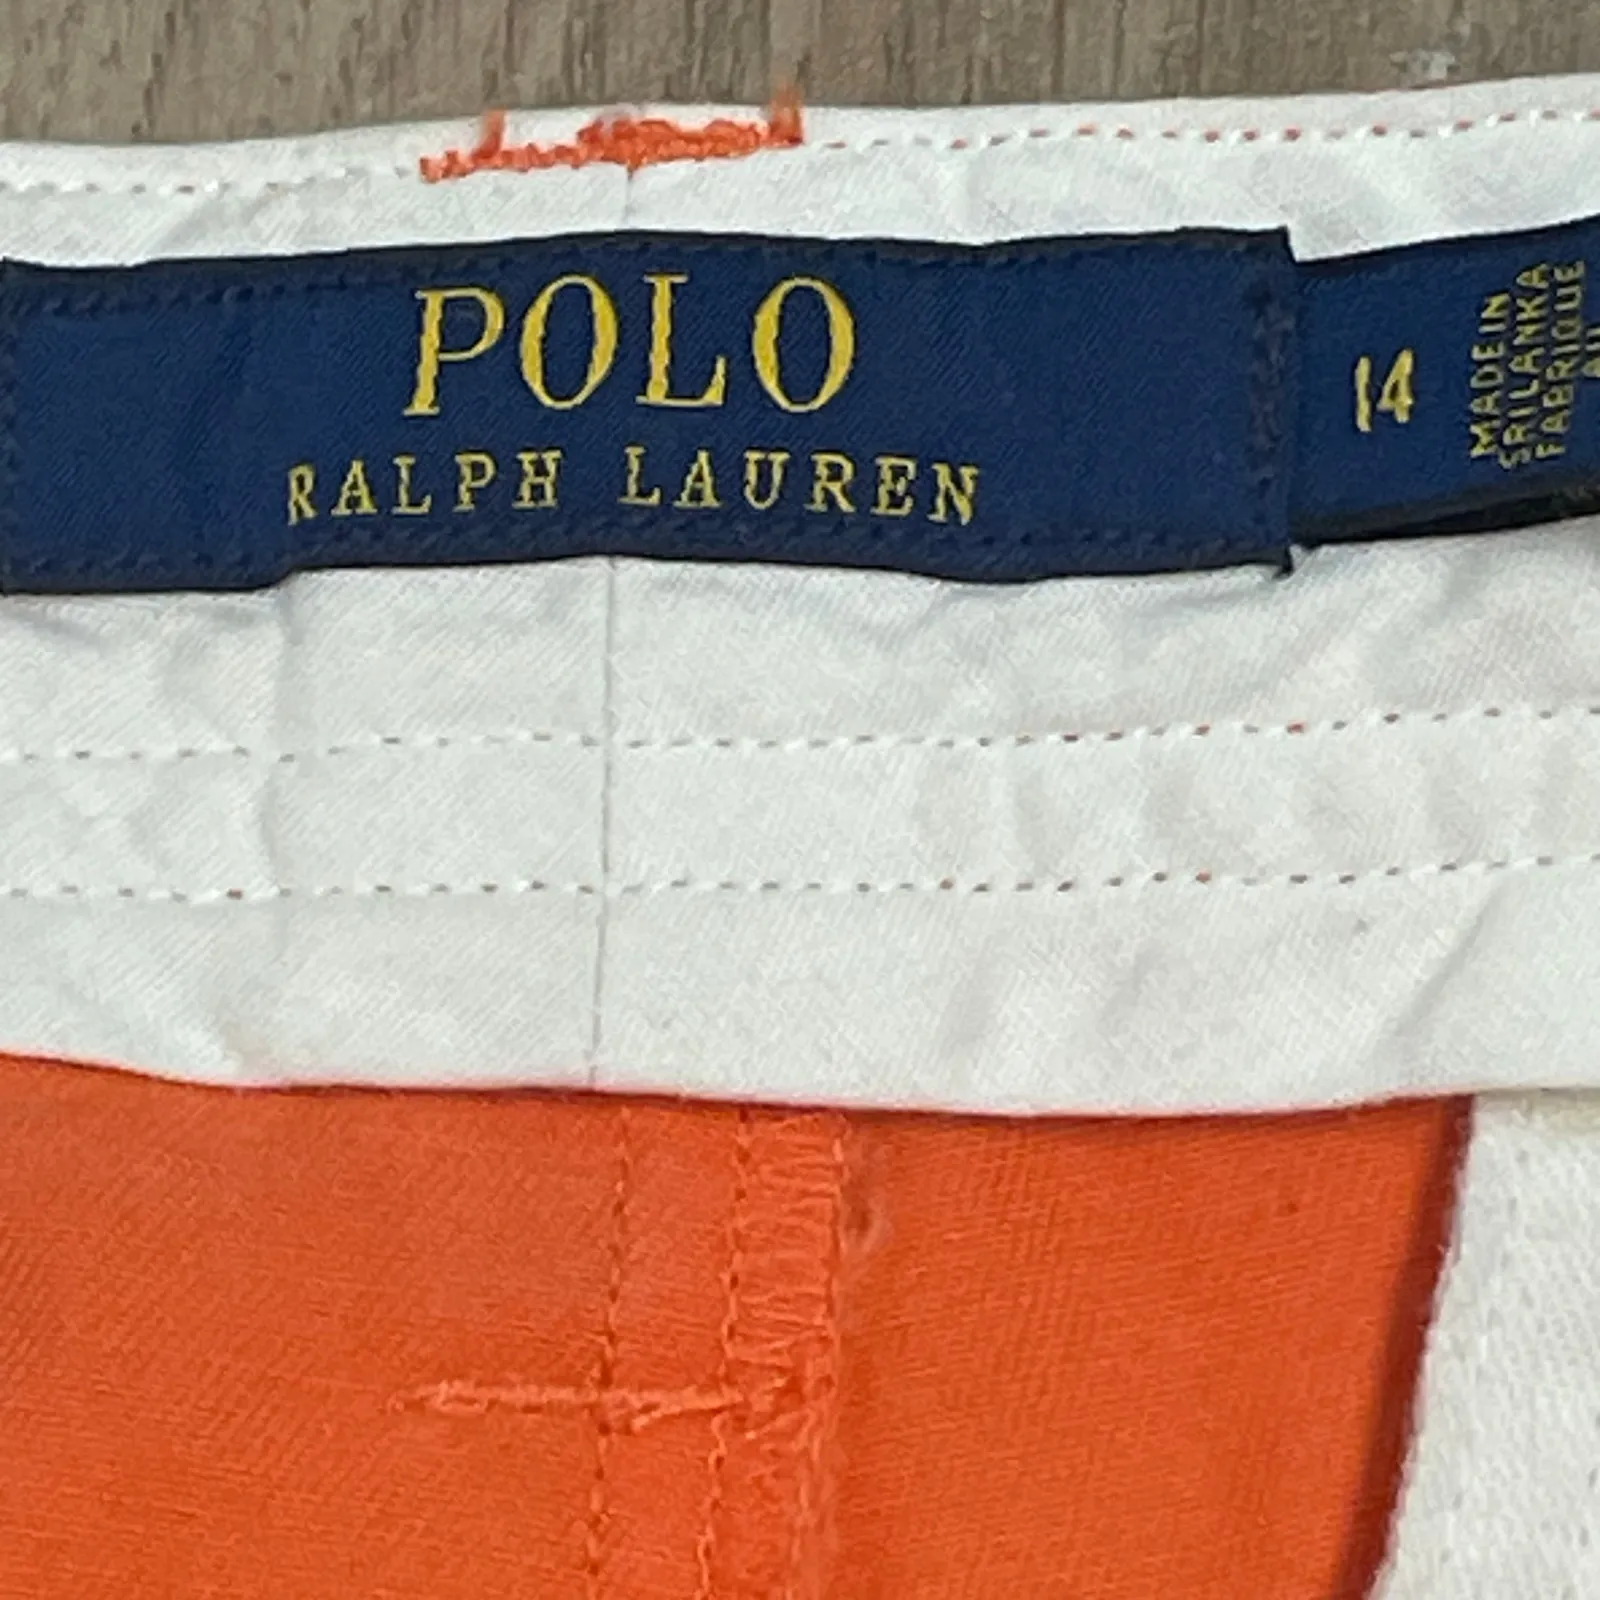 POLO
RALPH LAUREN
14
MADE IN
SRI LANKA
FABRIQUE